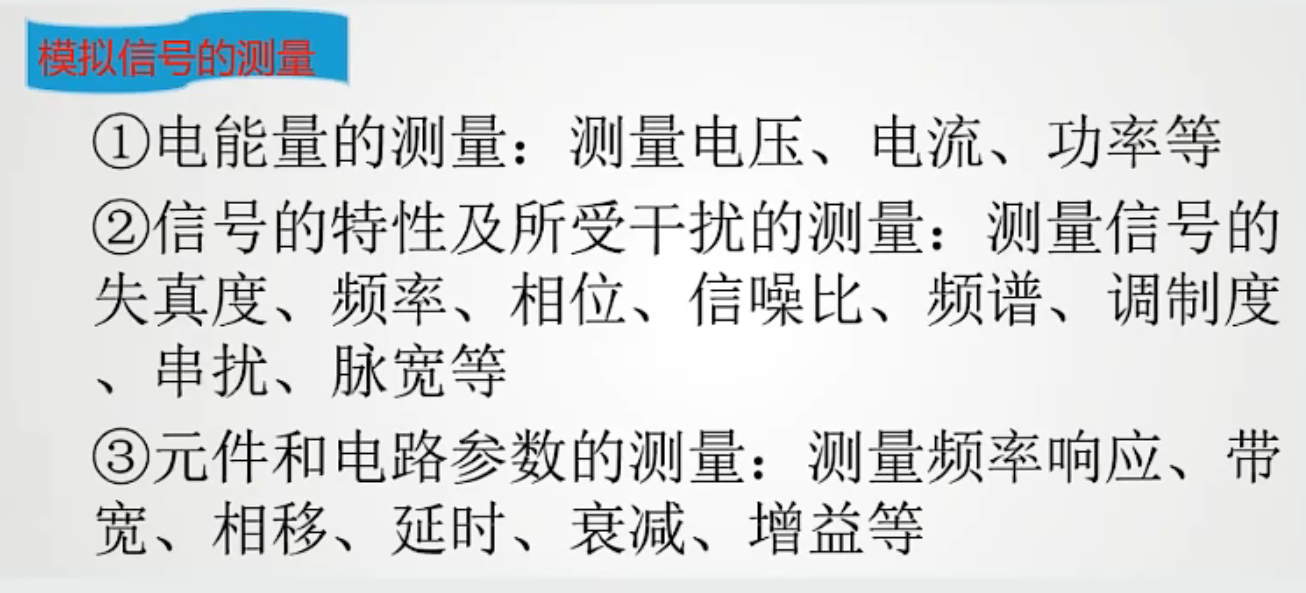 模拟信号的测量
①电能量的测量：测量电压、电流、功率等
②信号的特性及所受干扰的测量：测量信号的
失真度、频率、相位、信噪比、频谱、调制度
、串扰、脉宽等
③元件和电路参数的测量：测量频率响应、带
宽、相移、延时、衰减、增益等